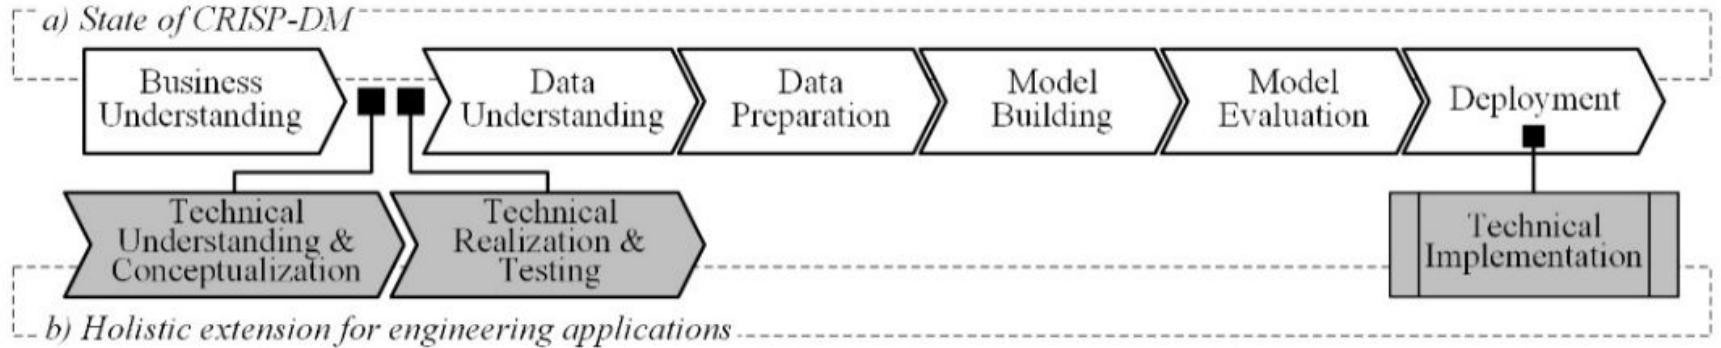 a) State of CRISP-DM
Business
Understanding
Data
Understanding
Data
Preparation
Model
Building
Model
Evaluation
Deployment
Technical
Understanding &
Conceptualization
Technical
Realization &
Testing
Technical
Implementation
b) Holistic extension for engineering applications